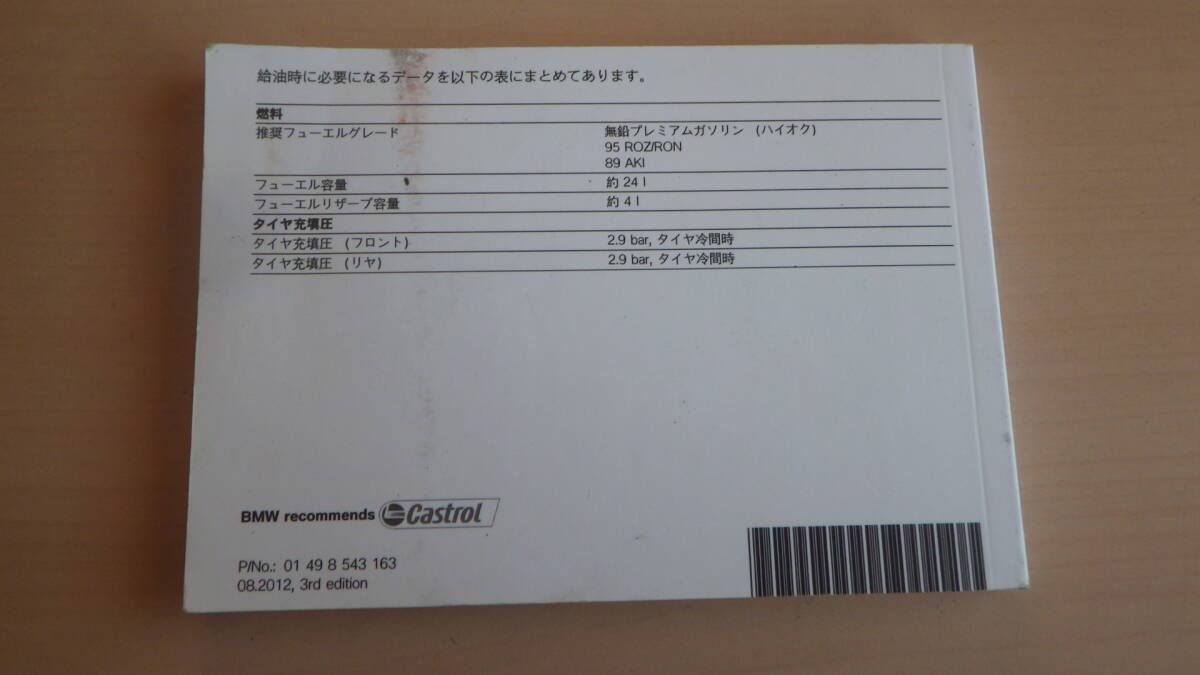 給油時に必要になるデータを以下の表にまとめてあります。
燃料
推奨フューエルグレード 無鉛プレミアムガソリン (ハイオク)
95 ROZ/RON
89 AKI
フューエル容量 約 24 l
フューエルリザーブ容量 約 4 l
タイヤ充填圧
タイヤ充填圧 (フロント) 2.9 bar, タイヤ冷間時
タイヤ充填圧 (リヤ) 2.9 bar, タイヤ冷間時
BMW recommends Castrol
P/No.: 01 49 8 543 163
08.2012, 3rd edition